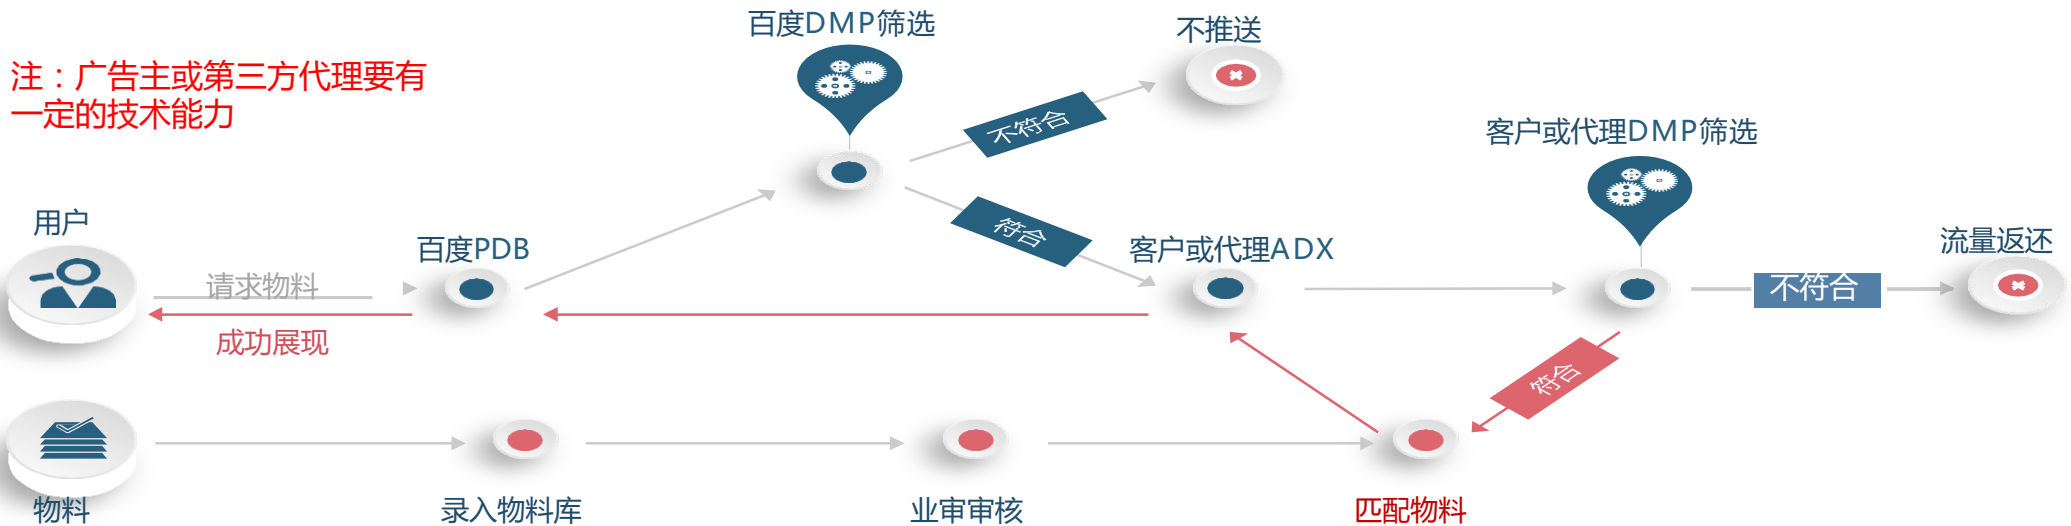 百度DMP筛选
不推送
注：广告主或第三方代理要有
一定的技术能力
不符合
客户或代理DMP筛选
用户
符合
百度PDB
客户或代理ADX
流量返还
请求物料
不符合
成功展现
符合
物料
录入物料库
业审审核
匹配物料